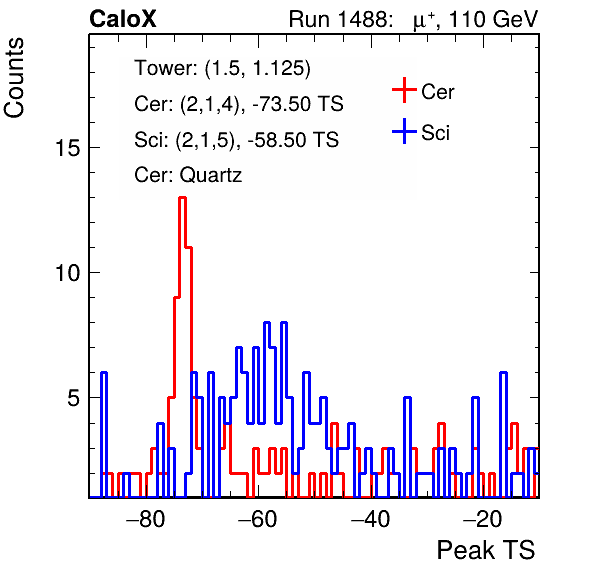 CaloX Run 1488: μ⁺, 110 GeV
Counts
Tower: (1.5, 1.125)
Cer: (2,1,4), -73.50 TS
Sci: (2,1,5), -58.50 TS
Cer: Quartz
Cer
Sci
15
10
5
−80 −60 −40 −20
Peak TS